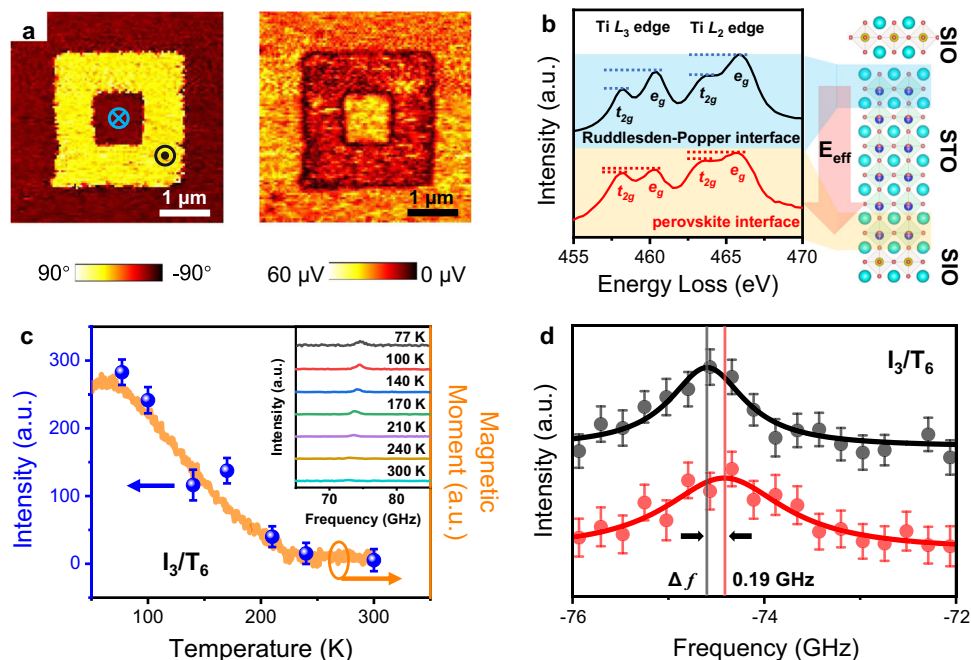 a
1 µm
1 µm
90°
-90°
60 µV
0 µV
b
Intensity (a.u.)
Ti L3 edge
Ti L2 edge
t2g
eg
t2g
eg
Ruddlesden-Popper interface
t2g
eg
t2g
eg
perovskite interface
455
460
465
470
Energy Loss (eV)
Eeff
SIO
STO
SIO
c
Intensity (a.u.)
300
200
100
0
I3/T6
100
200
300
Temperature (K)
Magnetic
Moment (a.u.)
Intensity (a.u.)
77 K
100 K
140 K
170 K
210 K
240 K
300 K
70
80
Frequency (GHz)
d
Intensity (a.u.)
I3/T6
Δ f
0.19 GHz
-76
-74
-72
Frequency (GHz)